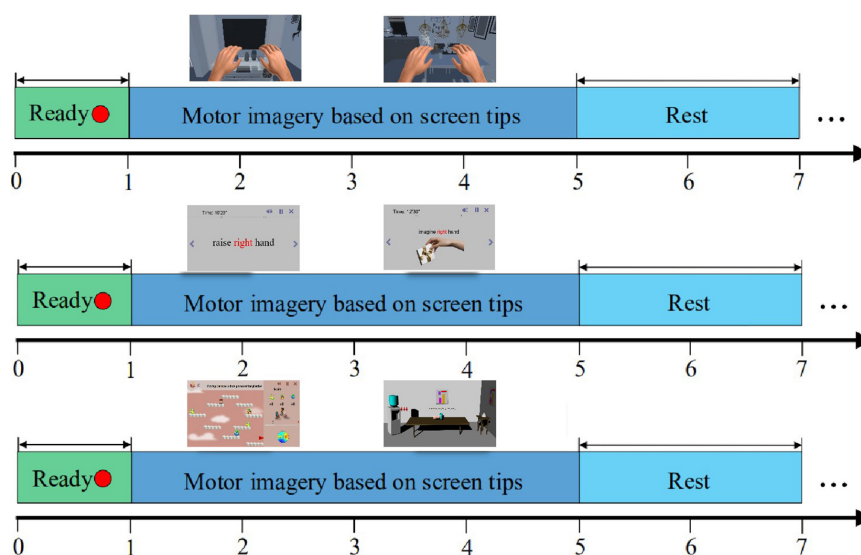 Ready
Motor imagery based on screen tips
Rest
...
0 1 2 3 4 5 6 7
raise right hand
imagine right hand
Ready
Motor imagery based on screen tips
Rest
...
0 1 2 3 4 5 6 7
Ready
Motor imagery based on screen tips
Rest
...
0 1 2 3 4 5 6 7